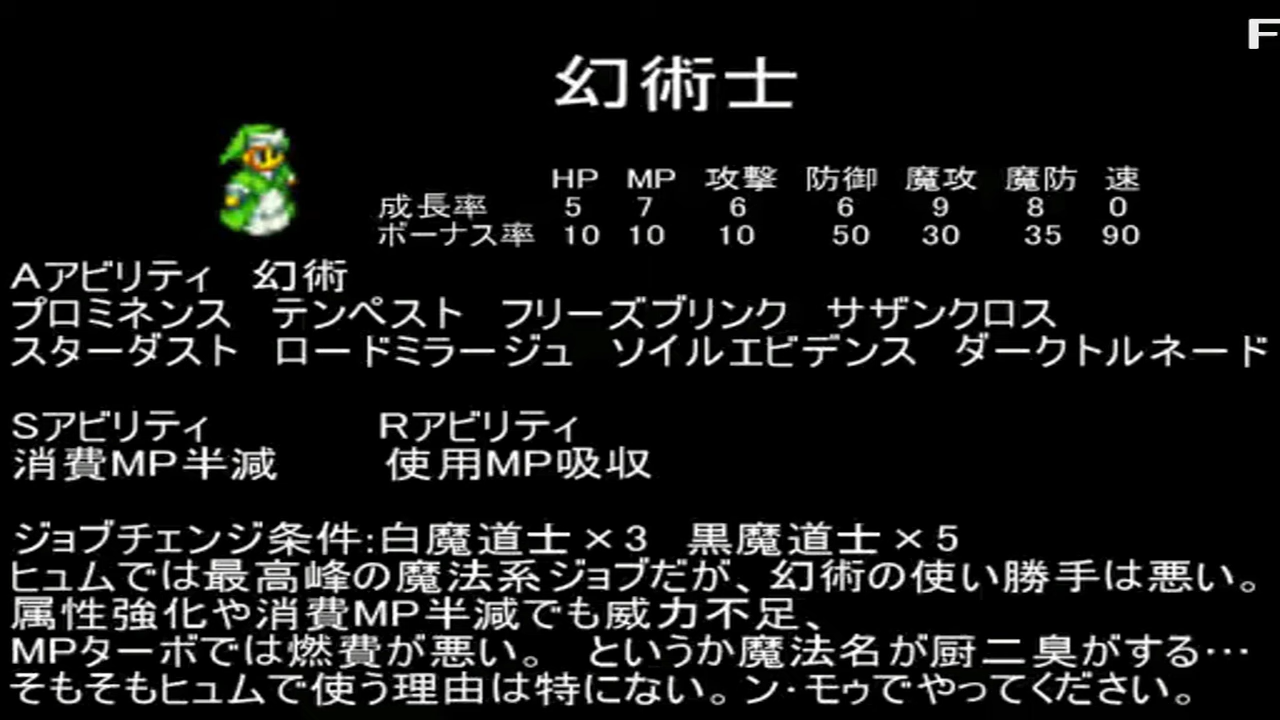 F
幻術士
HP MP 攻撃 防御 魔攻 魔防 速
成長率 5 7 6 6 9 8 0
ボーナス率 10 10 10 50 30 35 90
Aアビリティ 幻術
プロミネンス テンペスト フリーズブリンク サザンクロス
スターダスト ロードミラージュ ソイルエビデンス ダークトルネード
Sアビリティ Rアビリティ
消費MP半減 使用MP吸収
ジョブチェンジ条件:白魔道士×3 黒魔道士×5
ヒュムでは最高峰の魔法系ジョブだが、幻術の使い勝手は悪い。
属性強化や消費MP半減でも威力不足、
MPターボでは燃費が悪い。 というか魔法名が厨二臭がする…
そもそもヒュムで使う理由は特にない。ン・モゥでやってください。